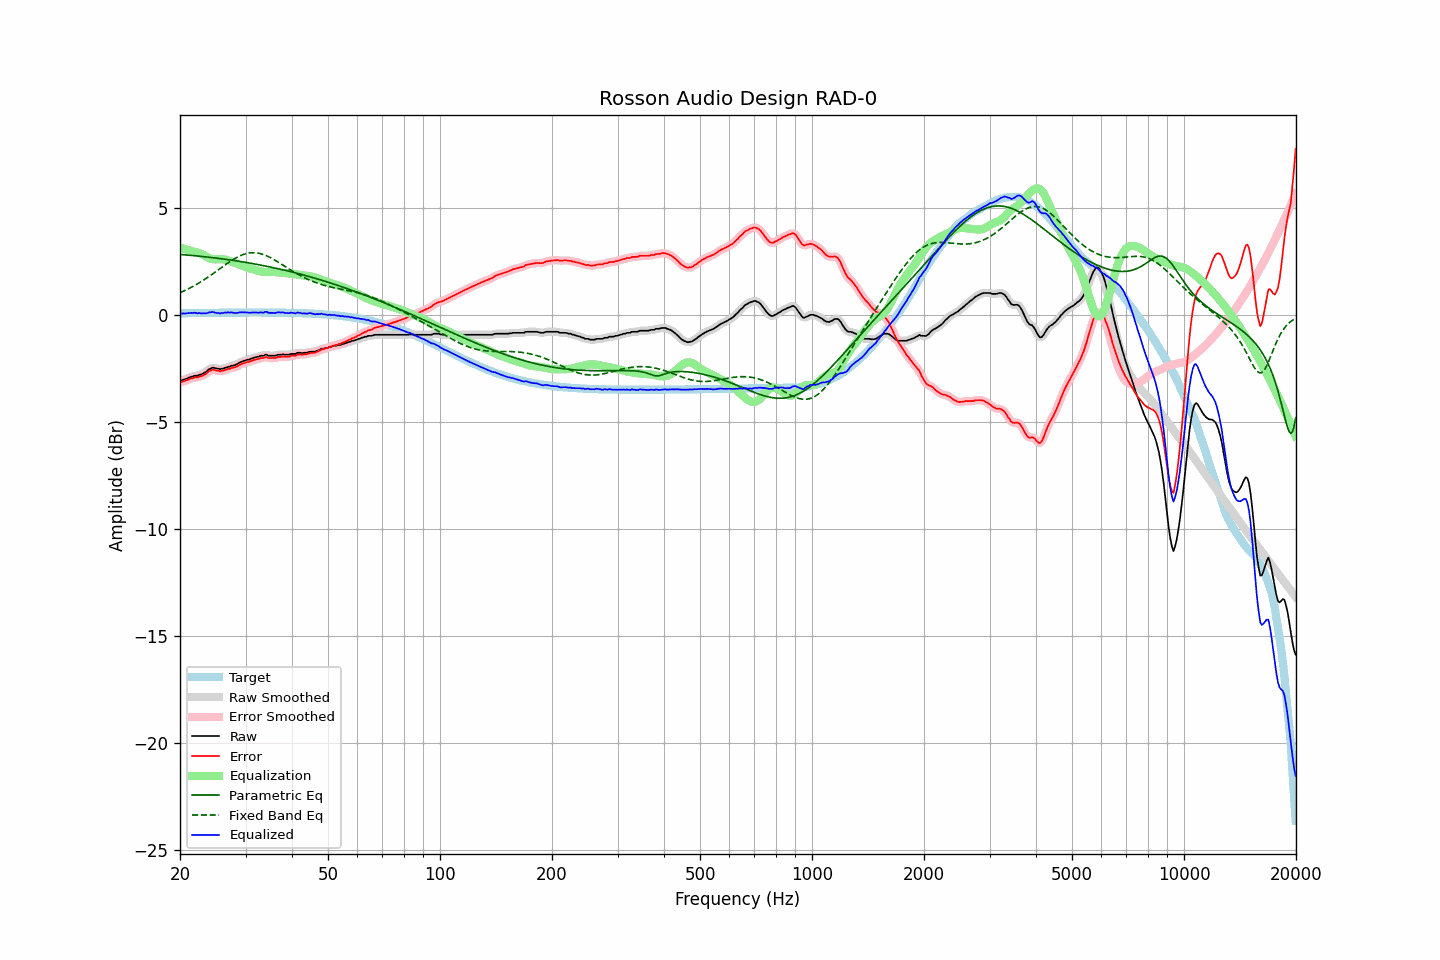 Rosson Audio Design RAD-0
Amplitude (dBr)
5
0
−5
−10
−15
−20
−25
Target
Raw Smoothed
Error Smoothed
Raw
Error
Equalization
Parametric Eq
Fixed Band Eq
Equalized
20 50 100 200 500 1000 2000 5000 10000 20000
Frequency (Hz)